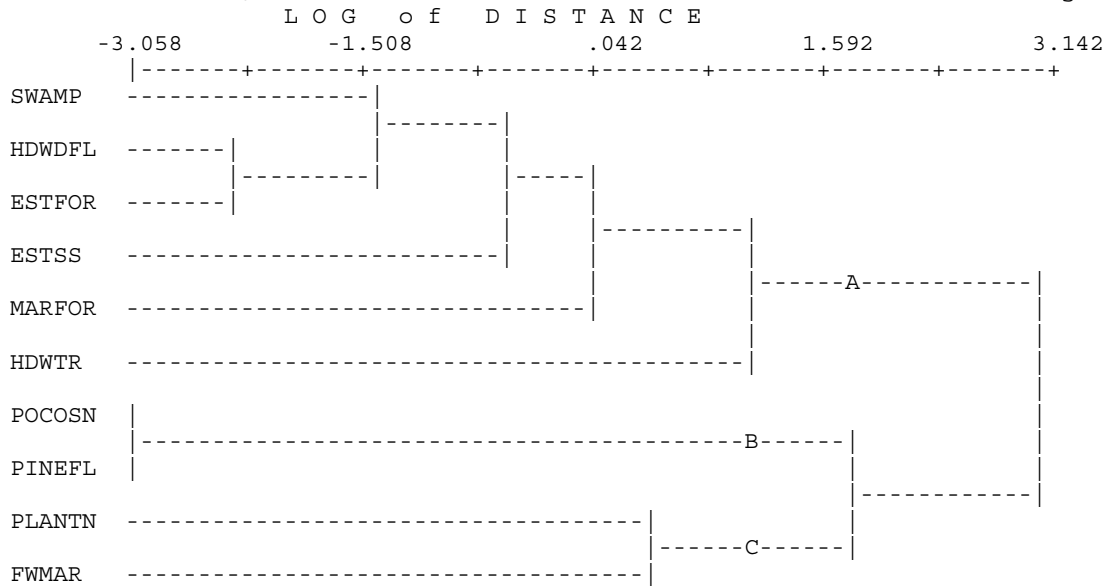 L O G o f D I S T A N C E
-3.058 -1.508 .042 1.592 3.142
SWAMP
HDWDFL
ESTFOR
ESTSS
A
MARFOR
HDWTR
POCOSN
B
PINEFL
PLANTN
C
FWMAR